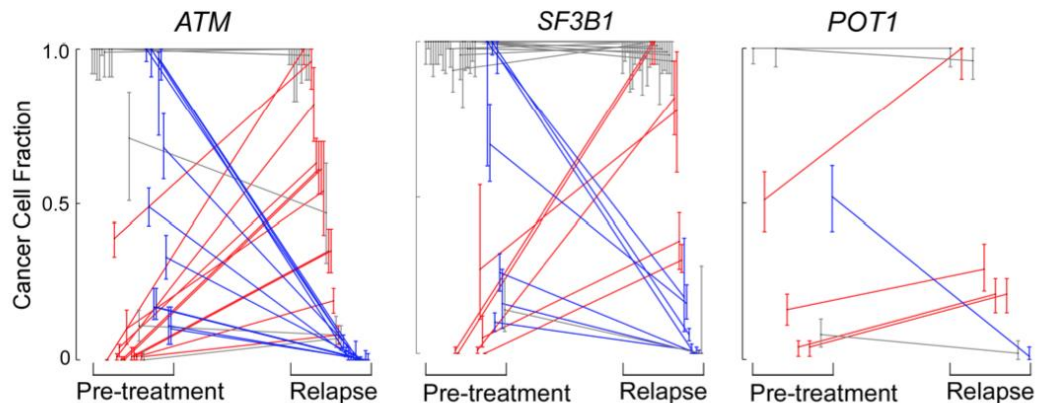 ATM
SF3B1
POT1
Cancer Cell Fraction
1.0
0.5
0
Pre-treatment
Relapse
Pre-treatment
Relapse
Pre-treatment
Relapse